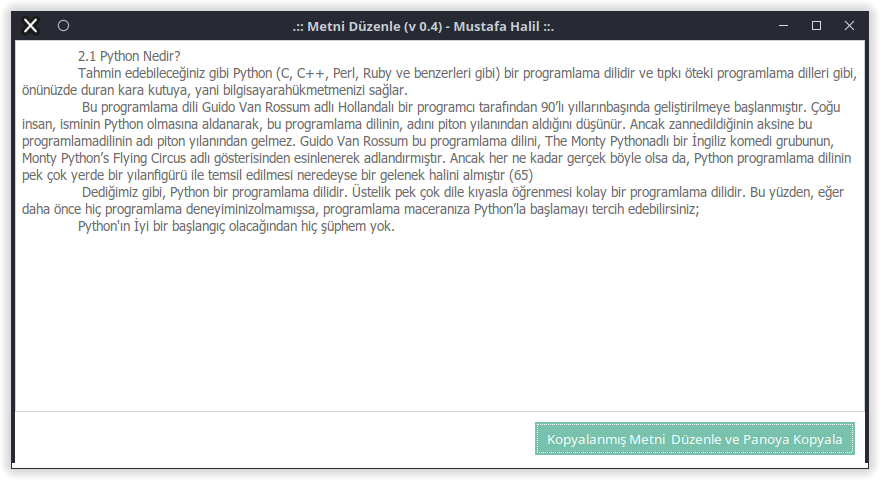 .:: Metni Düzenle (v 0.4) - Mustafa Halil ::.
2.1 Python Nedir?
Tahmin edebileceğiniz gibi Python (C, C++, Perl, Ruby ve benzerleri gibi) bir programlama dilidir ve tıpkı öteki programlama dilleri gibi,
önünüzde duran kara kutuya, yani bilgisayarahükmetmenizi sağlar.
Bu programlama dili Guido Van Rossum adlı Hollandalı bir programcı tarafından 90’lı yıllarınbaşında geliştirilmeye başlanmıştır. Çoğu
insan, isminin Python olmasına aldanarak, bu programlama dilinin, adını piton yılanından aldığını düşünür. Ancak zannedildiğinin aksine bu
programlamadilinin adı piton yılanından gelmez. Guido Van Rossum bu programlama dilini, The Monty Pythonadlı bir İngiliz komedi grubunun,
Monty Python’s Flying Circus adlı gösterisinden esinlenerek adlandırmıştır. Ancak her ne kadar gerçek böyle olsa da, Python programlama dilinin
pek çok yerde bir yılanfigürü ile temsil edilmesi neredeyse bir gelenek halini almıştır (65)
Dediğimiz gibi, Python bir programlama dilidir. Üstelik pek çok dile kıyasla öğrenmesi kolay bir programlama dilidir. Bu yüzden, eğer
daha önce hiç programlama deneyiminizolmamışsa, programlama maceranıza Python’la başlamayı tercih edebilirsiniz;
Python'ın İyi bir başlangıç olacağından hiç şüphem yok.
Kopyalanmış Metni Düzenle ve Panoya Kopyala